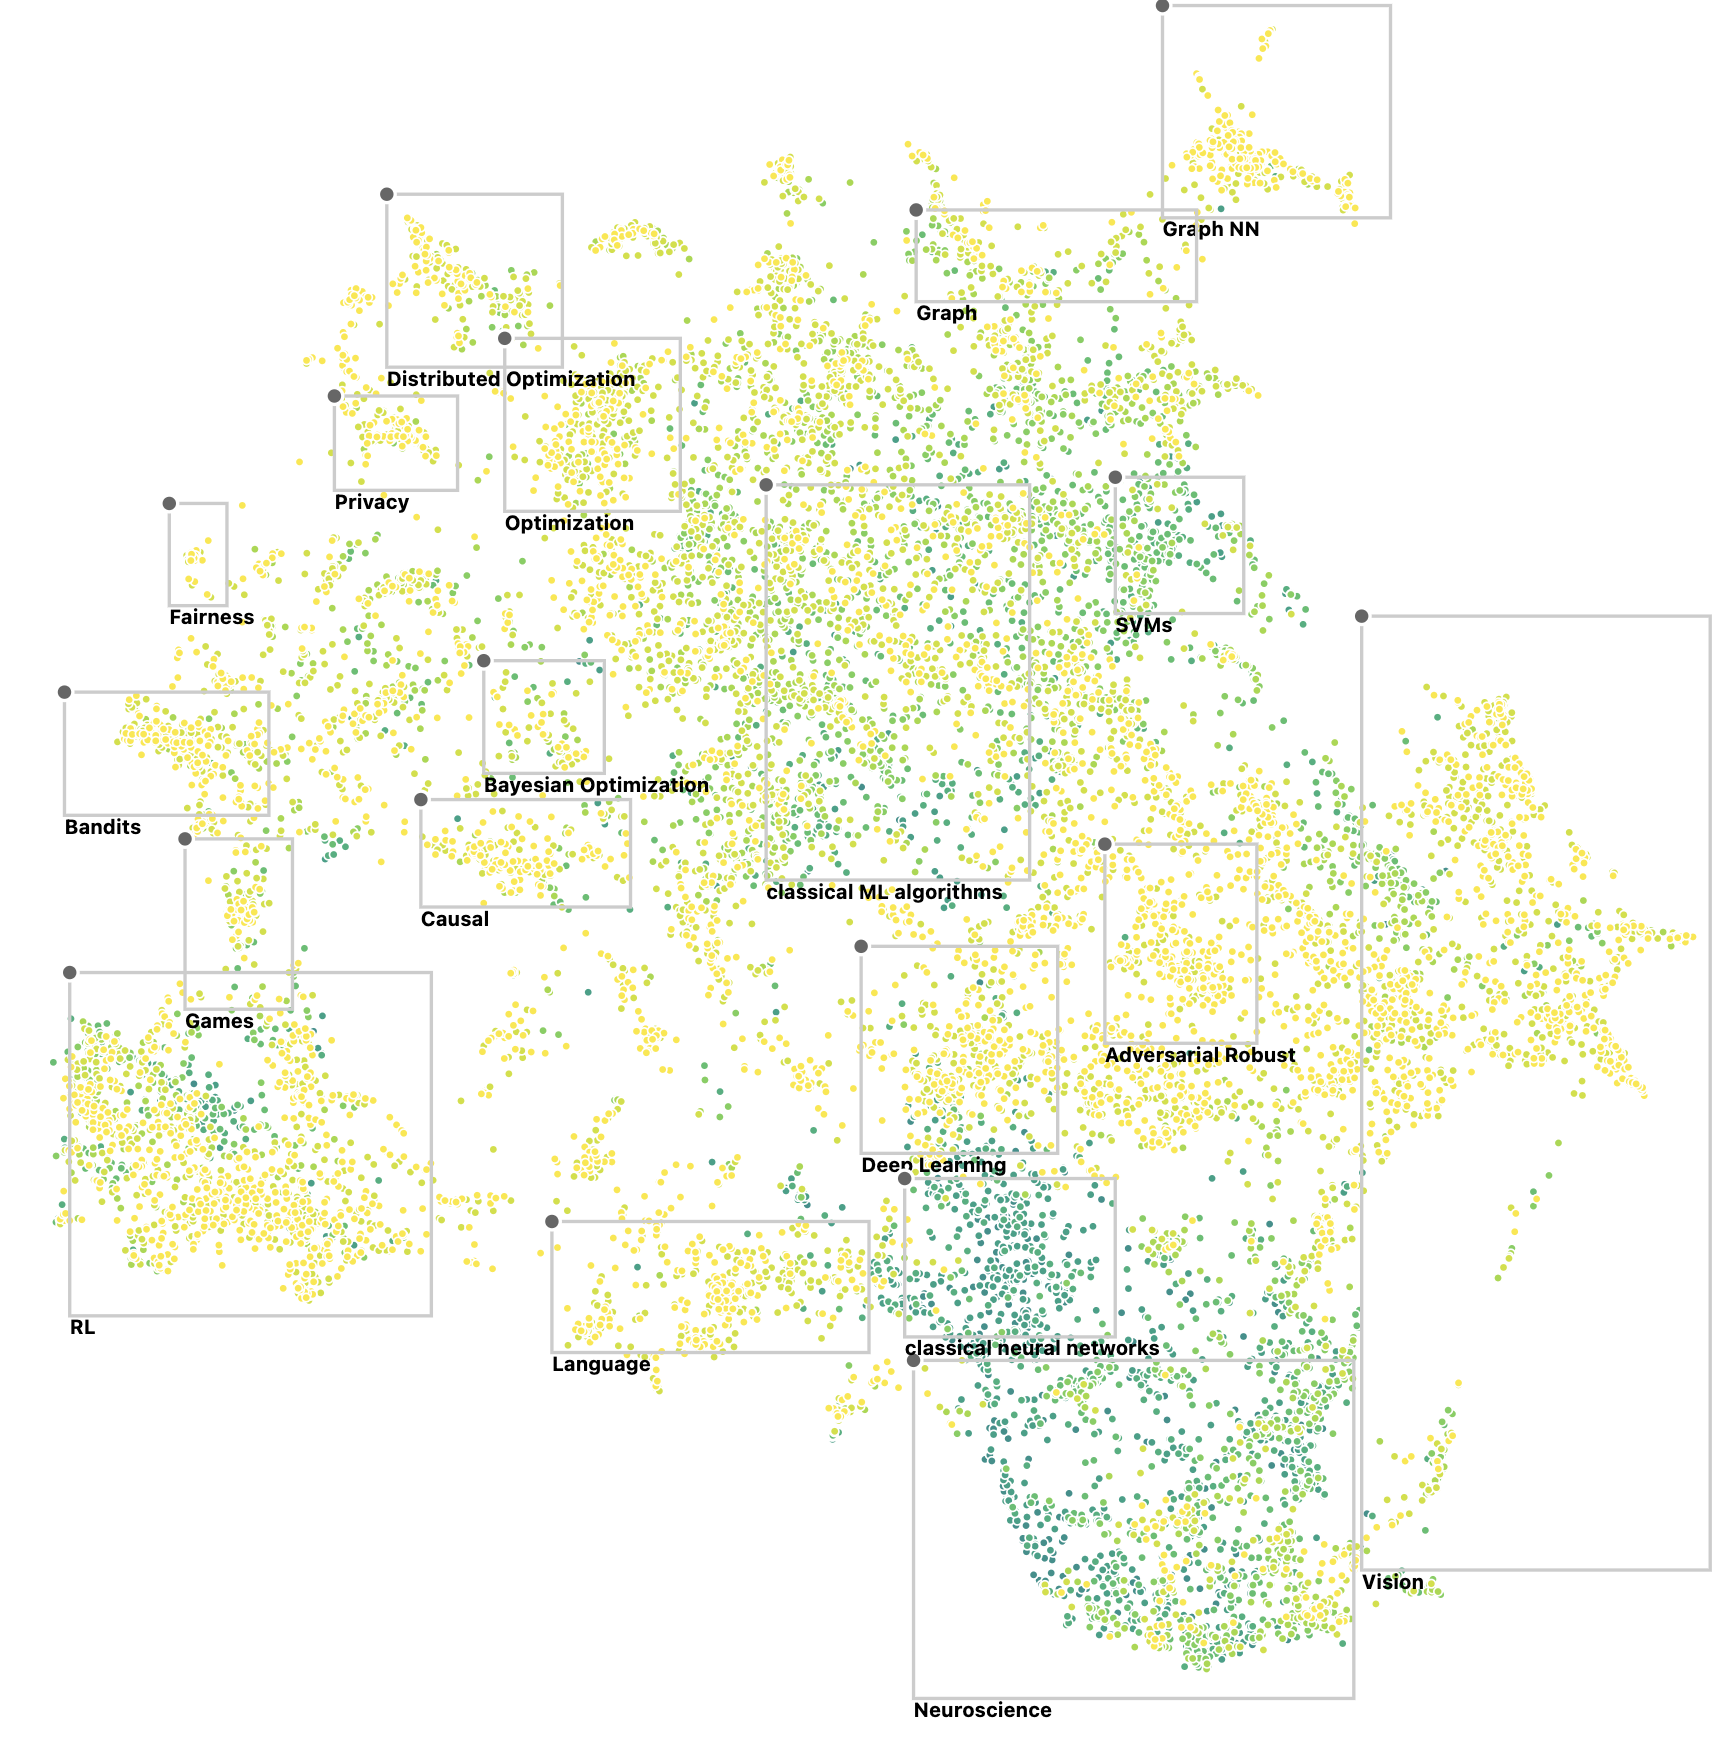 Graph NN
Graph
Distributed Optimization
Privacy
Optimization
Fairness
SVMs
Bayesian Optimization
Bandits
classical ML algorithms
Causal
Games
Adversarial Robust
Deep Learning
RL
classical neural networks
Language
Vision
Neuroscience